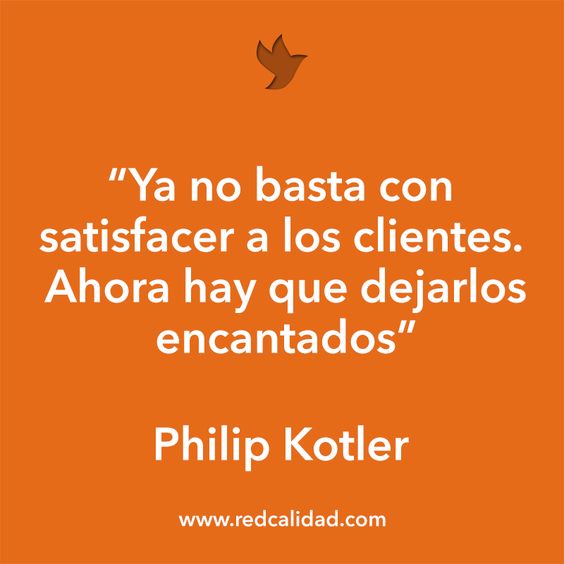 “Ya no basta con
satisfacer a los clientes.
Ahora hay que dejarlos
encantados”
Philip Kotler
www.redcalidad.com